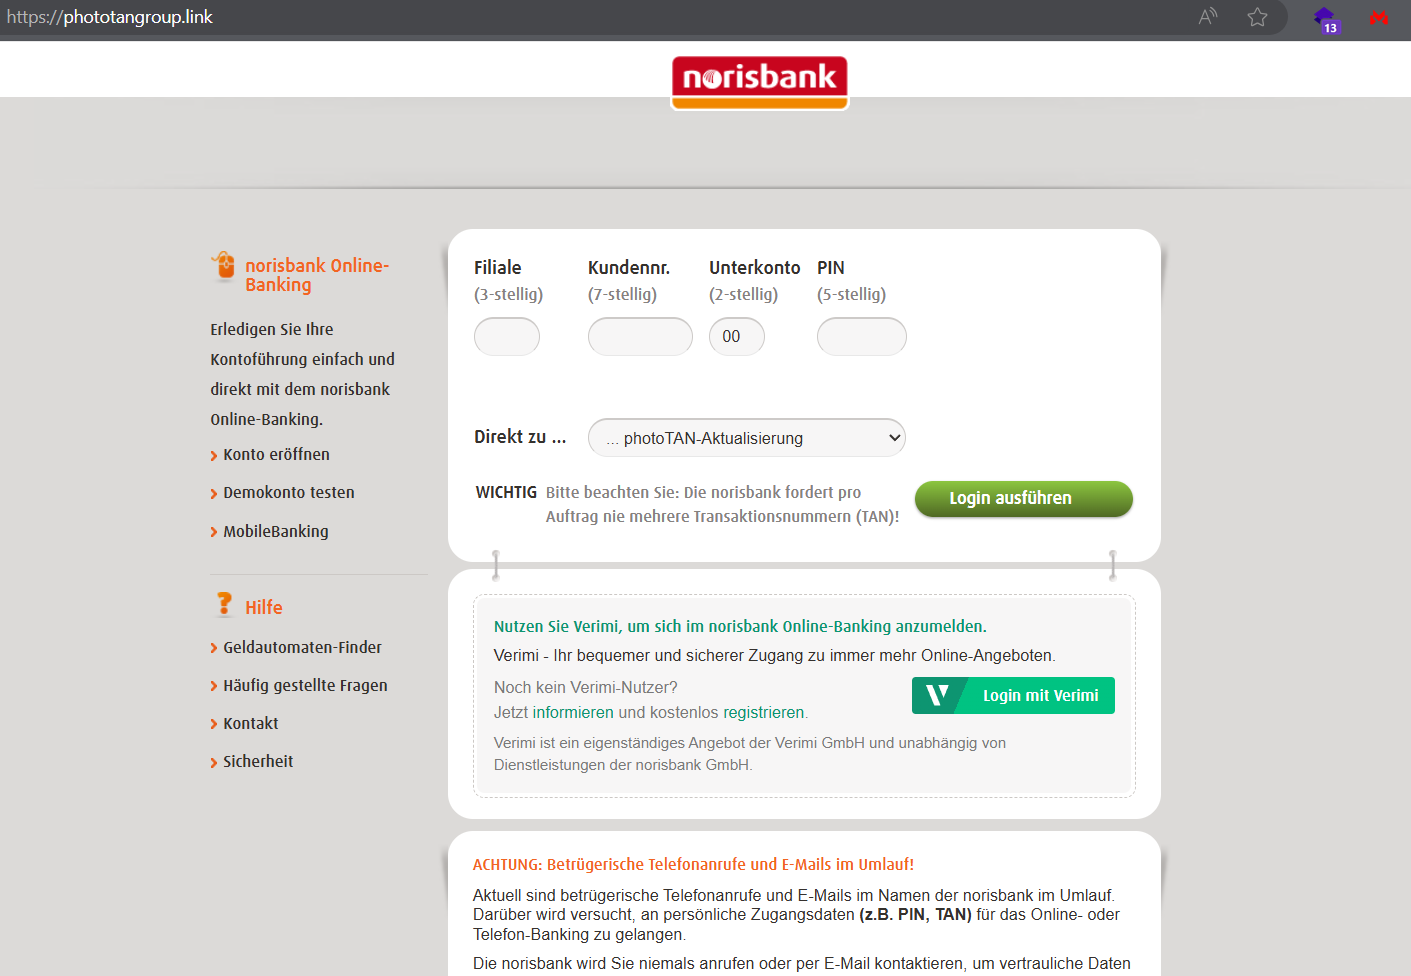 https://phototangroup.link
13
norisbank
norisbank Online-
Banking
Erledigen Sie Ihre
Kontoführung einfach und
direkt mit dem norisbank
Online-Banking.
Konto eröffnen
Demokonto testen
MobileBanking
Hilfe
Geldautomaten-Finder
Häufig gestellte Fragen
Kontakt
Sicherheit
Filiale Kundennr. Unterkonto PIN
(3-stellig) (7-stellig) (2-stellig) (5-stellig)
00
Direkt zu ... ... photoTAN-Aktualisierung
WICHTIG Bitte beachten Sie: Die norisbank fordert pro
Auftrag nie mehrere Transaktionsnummern (TAN)!
Login ausführen
Nutzen Sie Verimi, um sich im norisbank Online-Banking anzumelden.
Verimi - Ihr bequemer und sicherer Zugang zu immer mehr Online-Angeboten.
Noch kein Verimi-Nutzer?
Jetzt informieren und kostenlos registrieren.
Login mit Verimi
Verimi ist ein eigenständiges Angebot der Verimi GmbH und unabhängig von
Dienstleistungen der norisbank GmbH.
ACHTUNG: Betrügerische Telefonanrufe und E-Mails im Umlauf!
Aktuell sind betrügerische Telefonanrufe und E-Mails im Namen der norisbank im Umlauf.
Darüber wird versucht, an persönliche Zugangsdaten (z.B. PIN, TAN) für das Online- oder
Telefon-Banking zu gelangen.
Die norisbank wird Sie niemals anrufen oder per E-Mail kontaktieren, um vertrauliche Daten